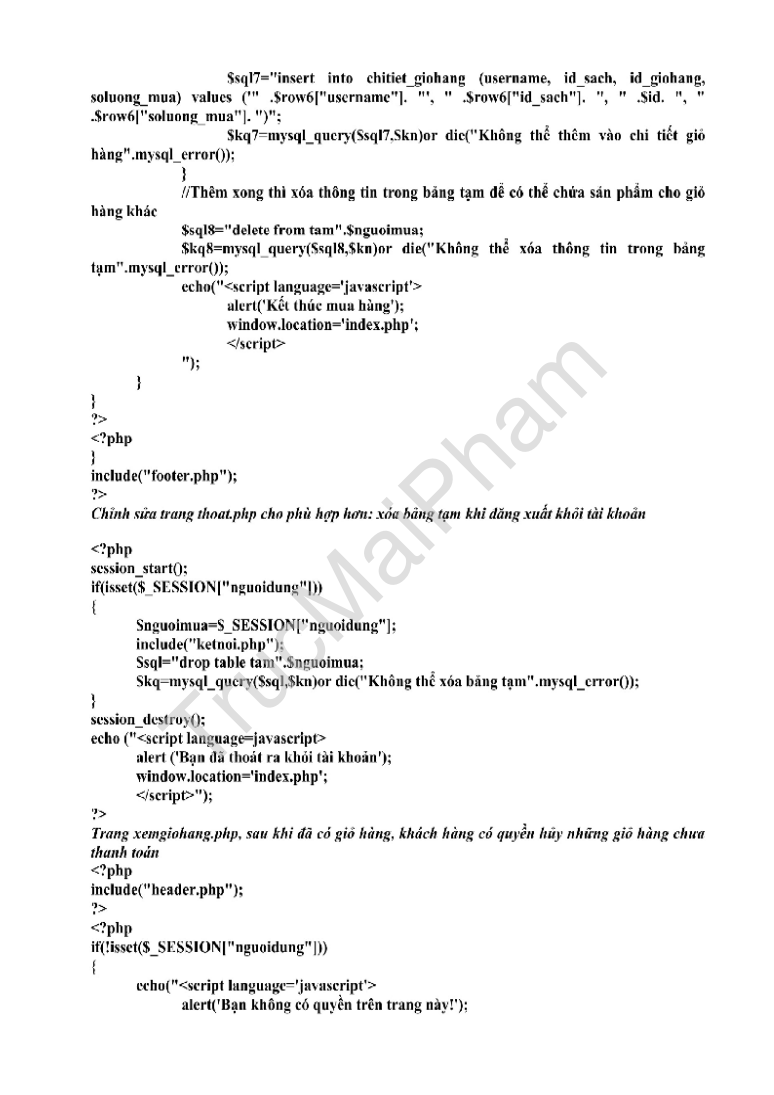 $sql7="insert into chitiet_giohang (username, id_sach, id_giohang,
soluong_mua) values ('" .$row6["username"]. "', " .$row6["id_sach"]. ", " .$id. ", "
.$row6["soluong_mua"]. ")";
$kq7=mysql_query($sql7,$kn)or die("Không thể thêm vào chi tiết giỏ
hàng".mysql_error());
}
//Thêm xong thì xóa thông tin trong bảng tạm để có thể chứa sản phẩm cho giỏ
hàng khác
$sql8="delete from tam".$nguoimua;
$kq8=mysql_query($sql8,$kn)or die("Không thể xóa thông tin trong bảng
tạm".mysql_error());
echo("<script language='javascript'>
alert('Kết thúc mua hàng');
window.location='index.php';
</script>
");
}
}
?>
<?php
}
include("footer.php");
?>
Chỉnh sửa trang thoat.php cho phù hợp hơn: xóa bảng tạm khi đăng xuất khỏi tài khoản
<?php
session_start();
if(isset($_SESSION["nguoidung"]))
{
$nguoimua=$_SESSION["nguoidung"];
include("ketnoi.php");
$sql="drop table tam".$nguoimua;
$kq=mysql_query($sql,$kn)or die("Không thể xóa bảng tạm".mysql_error());
}
session_destroy();
echo ("<script language=javascript>
alert ('Bạn đã thoát ra khỏi tài khoản');
window.location='index.php';
</script>");
?>
Trang xemgiohang.php, sau khi đã có giỏ hàng, khách hàng có quyền hủy những giỏ hàng chưa
thanh toán
<?php
include("header.php");
?>
<?php
if(!isset($_SESSION["nguoidung"]))
{
echo("<script language='javascript'>
alert('Bạn không có quyền trên trang này!');
TrucMaiPham